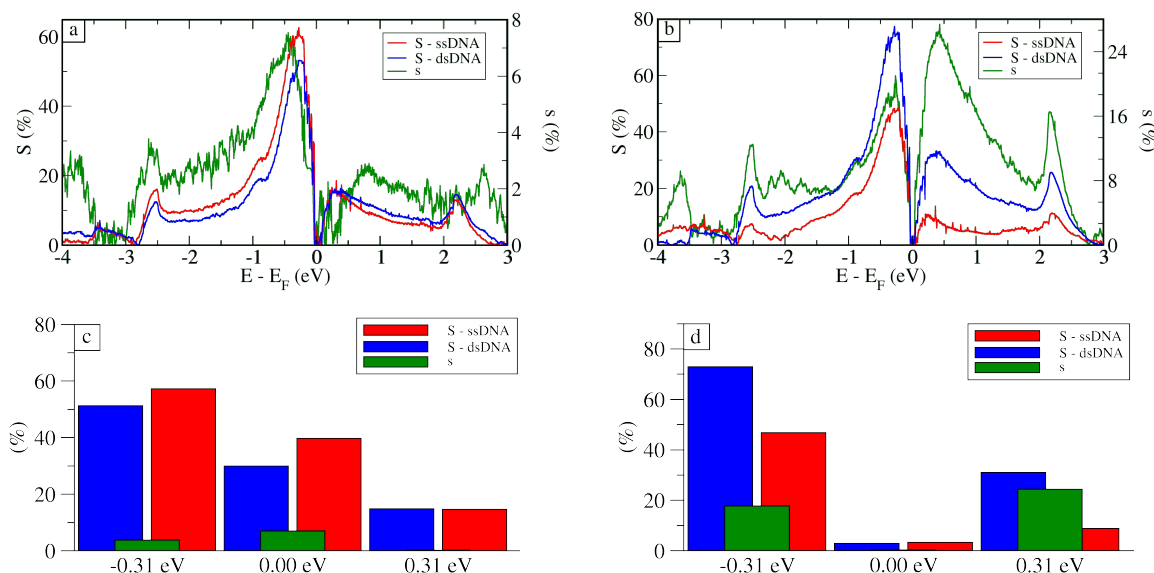 a
S - ssDNA
S - dsDNA
s
60
40
20
0
S (%)
8
6
4
2
0
s (%)
-4 -3 -2 -1 0 1 2 3
E - E_F (eV)
b
S - ssDNA
S - dsDNA
s
80
60
40
20
0
S (%)
24
16
8
0
s (%)
-4 -3 -2 -1 0 1 2 3
E - E_F (eV)
c
S - ssDNA
S - dsDNA
s
80
60
40
20
0
(%)
-0.31 eV 0.00 eV 0.31 eV
d
S - ssDNA
S - dsDNA
s
80
60
40
20
0
(%)
-0.31 eV 0.00 eV 0.31 eV